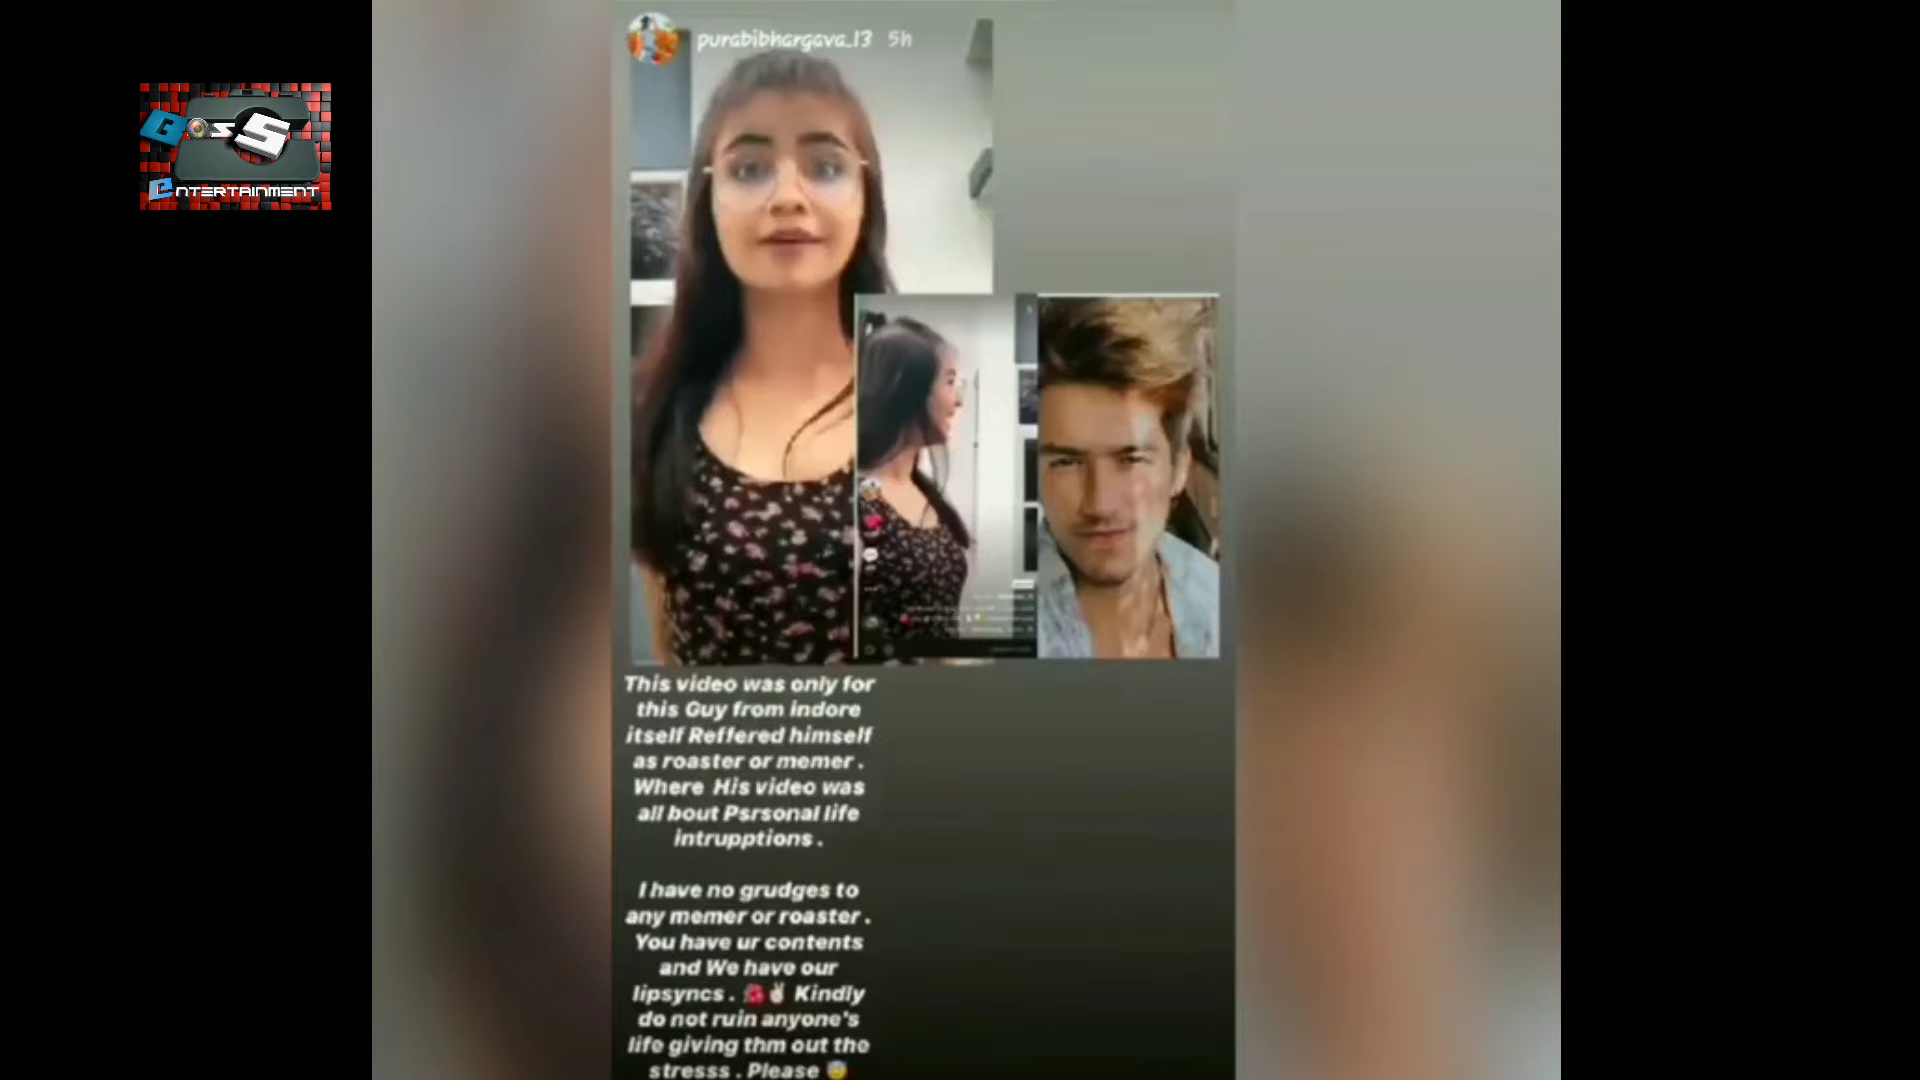 BosS
Entertainment
purabibhargava_13 5h
This video was only for
this Guy from indore
itself Reffered himself
as roaster or memer .
Where His video was
all bout Psrsonal life
intrupptions .
I have no grudges to
any memer or roaster .
You have ur contents
and We have our
lipsyncs . 🌺✌🏻 Kindly
do not ruin anyone's
life giving thm out the
stresss . Please 😇